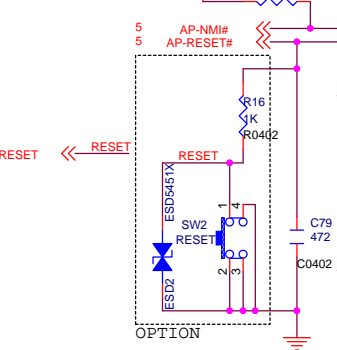 5 AP-NMI#
5 AP-RESET#
R16
1K
R0402
RESET
RESET
RESET
ESD5451X
1
4
SW2
RESET
C79
472
C0402
2
3
ESD2
OPTION